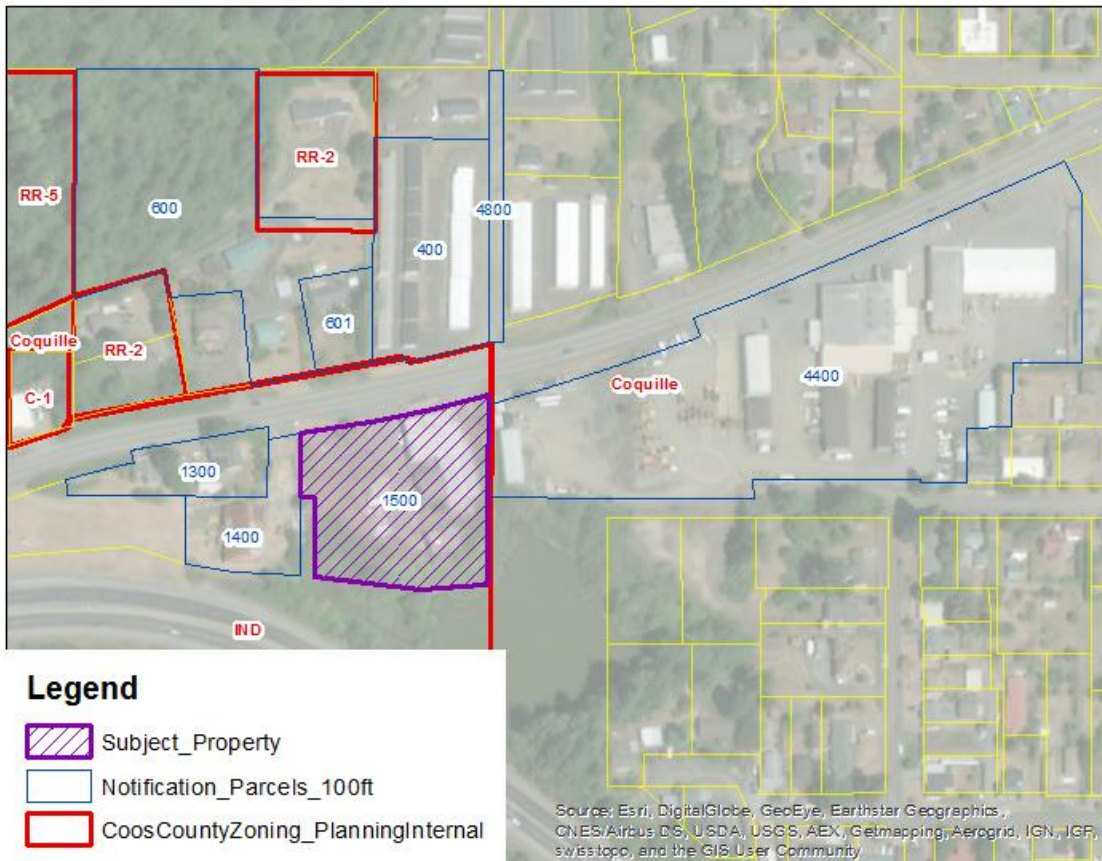 RR-2
RR-5
600
4800
400
601
Coquille
RR-2
C-1
Coquille
4400
1300
1500
1400
IND
Legend
Subject_Property
Notification_Parcels_100ft
CoosCountyZoning_PlanningInternal
Source: Esri, DigitalGlobe, GeoEye, Earthstar Geographics,
CNES/Airbus DS, USDA, USGS, AEX, Getmapping, Aerogrid, IGN, IGP,
swisstopo, and the GIS User Community